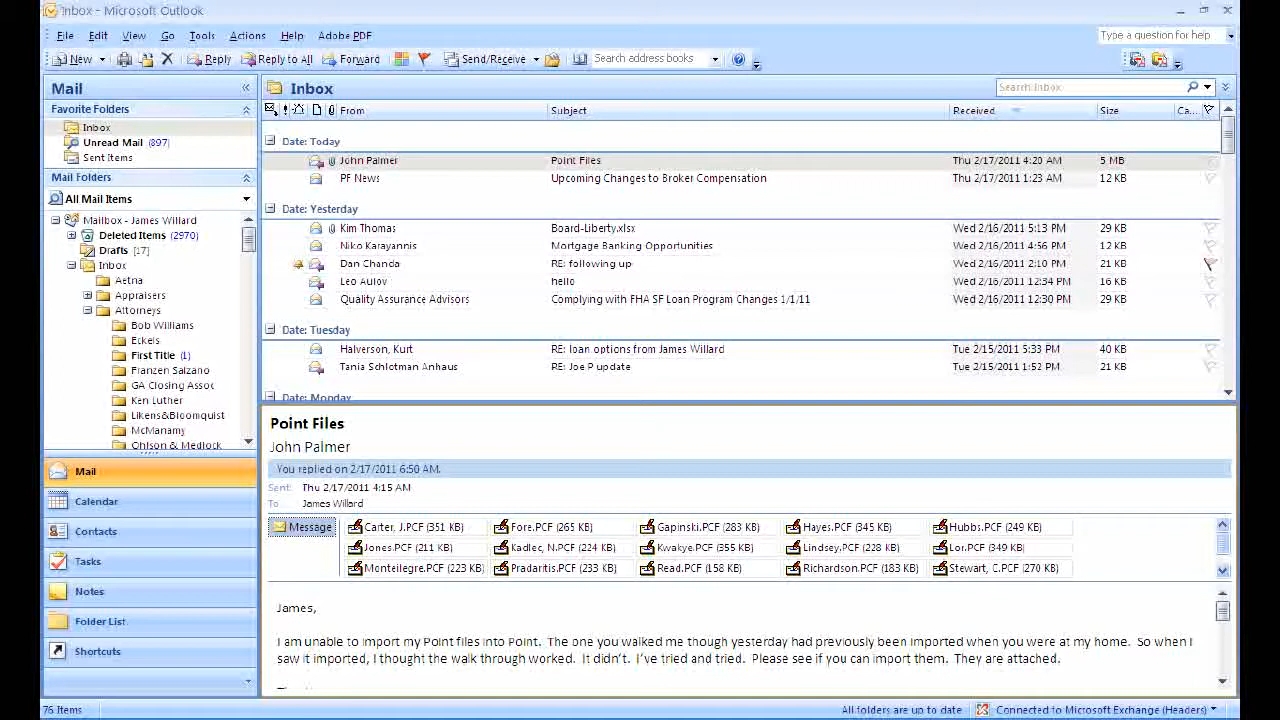 Inbox - Microsoft Outlook
File Edit View Go Tools Actions Help Adobe PDF
Type a question for help
New Reply Reply to All Forward Send/Receive Search address books
Mail
Favorite Folders
Inbox
Unread Mail (897)
Sent Items
Mail Folders
All Mail Items
Mailbox - James Willard
Deleted Items (2970)
Drafts [17]
Inbox
Aetna
Appraisers
Attorneys
Bob Williams
Eckels
First Title (1)
Franzen Salzano
GA Closing Assoc
Ken Luther
Likens&Bloomquist
McManamy
Ohlson & Medlock
Mail
Calendar
Contacts
Tasks
Notes
Folder List
Shortcuts
Inbox
Search Inbox
From Subject Received Size Ca...
Date: Today
John Palmer Point Files Thu 2/17/2011 4:20 AM 5 MB
PF News Upcoming Changes to Broker Compensation Thu 2/17/2011 1:23 AM 12 KB
Date: Yesterday
Kim Thomas Board-Liberty.xlsx Wed 2/16/2011 5:13 PM 29 KB
Niko Karayannis Mortgage Banking Opportunities Wed 2/16/2011 4:56 PM 12 KB
Dan Chanda RE: following up Wed 2/16/2011 2:10 PM 21 KB
Leo Aulov hello Wed 2/16/2011 12:34 PM 16 KB
Quality Assurance Advisors Complying with FHA SF Loan Program Changes 1/1/11 Wed 2/16/2011 12:30 PM 29 KB
Date: Tuesday
Halverson, Kurt RE: loan options from James Willard Tue 2/15/2011 5:33 PM 40 KB
Tania Schlotman Anhaus RE: Joe P update Tue 2/15/2011 1:52 PM 21 KB
Date: Monday
Point Files
John Palmer
You replied on 2/17/2011 6:50 AM.
Sent: Thu 2/17/2011 4:15 AM
To: James Willard
Message Carter, J.PCF (351 KB) Fore.PCF (265 KB) Gapinski.PCF (283 KB) Hayes.PCF (345 KB) Hubbs.PCF (249 KB)
Jones.PCF (211 KB) Kadlec, N.PCF (224 KB) Kwakye.PCF (355 KB) Lindsey.PCF (228 KB) (349 KB)
Monteilegre.PCF (223 KB) Pradaritis.PCF (233 KB) Read.PCF (158 KB) Richardson.PCF (183 KB) Stewart, C.PCF (270 KB)
James,
I am unable to import my Point files into Point. The one you walked me though yesterday had previously been imported when you were at my home. So when I
saw it imported, I thought the walk through worked. It didn't. I've tried and tried. Please see if you can import them. They are attached.
76 Items
All folders are up to date Connected to Microsoft Exchange (Headers)